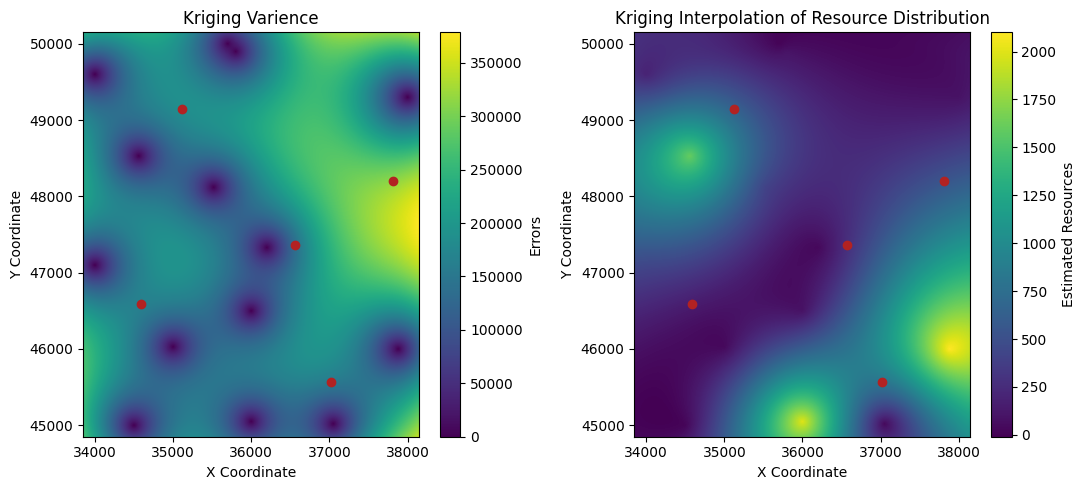 Kriging Varience
50000
49000
48000
47000
46000
45000
Y Coordinate
34000 35000 36000 37000 38000
X Coordinate
350000
300000
250000
200000
150000
100000
50000
0
Errors
Kriging Interpolation of Resource Distribution
50000
49000
48000
47000
46000
45000
Y Coordinate
34000 35000 36000 37000 38000
X Coordinate
2000
1750
1500
1250
1000
750
500
250
0
Estimated Resources